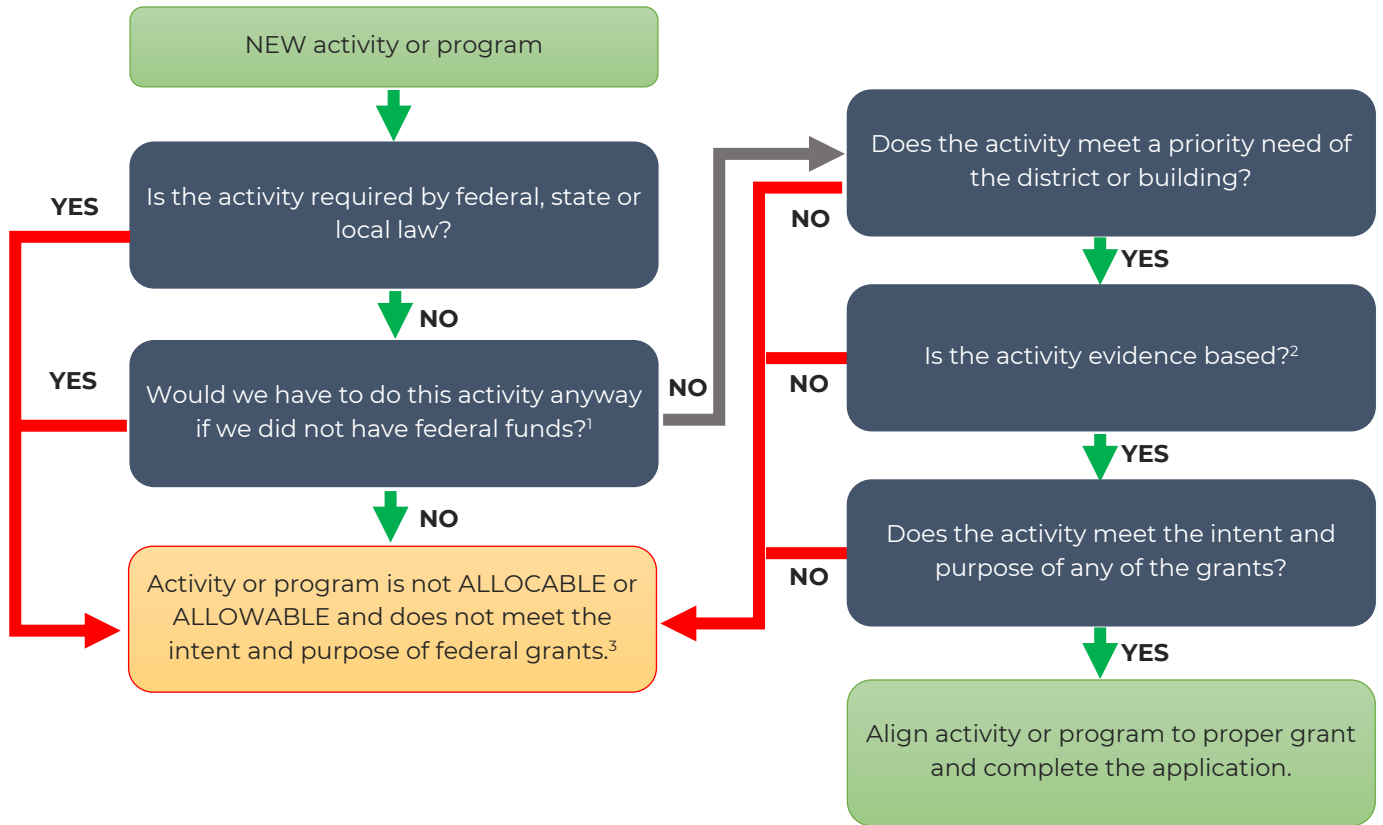 NEW activity or program
YES
Is the activity required by federal, state or
local law?
NO
YES
Would we have to do this activity anyway
if we did not have federal funds?¹
NO
NO
Activity or program is not ALLOCABLE or
ALLOWABLE and does not meet the
intent and purpose of federal grants.³
Does the activity meet a priority need of
the district or building?
NO
YES
Is the activity evidence based?²
NO
YES
Does the activity meet the intent and
purpose of any of the grants?
NO
YES
Align activity or program to proper grant
and complete the application.